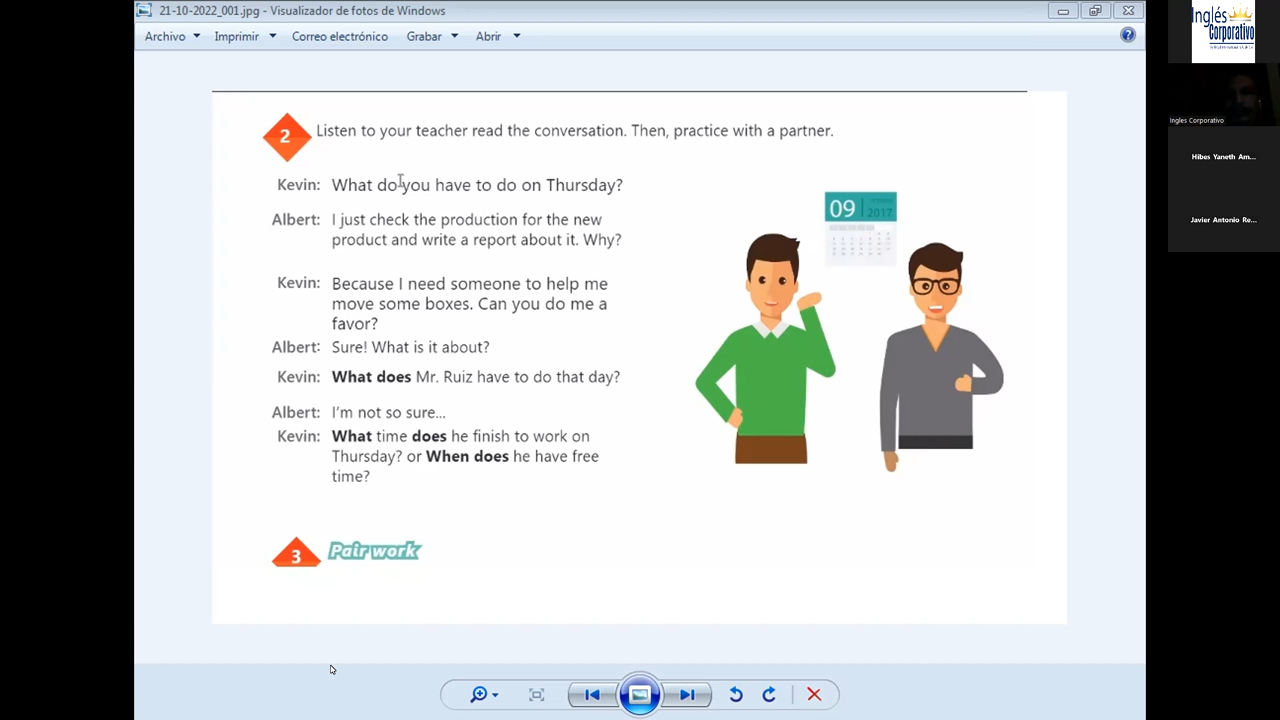 21-10-2022_001.jpg - Visualizador de fotos de Windows
Archivo Imprimir Correo electrónico Grabar Abrir
Inglés
Corporativo
Ingles Corporativo
Hibes Yaneth Am...
Javier Antonio Re...
2 Listen to your teacher read the conversation. Then, practice with a partner.
Kevin: What do you have to do on Thursday?
Albert: I just check the production for the new
product and write a report about it. Why?
Kevin: Because I need someone to help me
move some boxes. Can you do me a
favor?
Albert: Sure! What is it about?
Kevin: What does Mr. Ruiz have to do that day?
Albert: I'm not so sure...
Kevin: What time does he finish to work on
Thursday? or When does he have free
time?
09 2017
3 Pair work